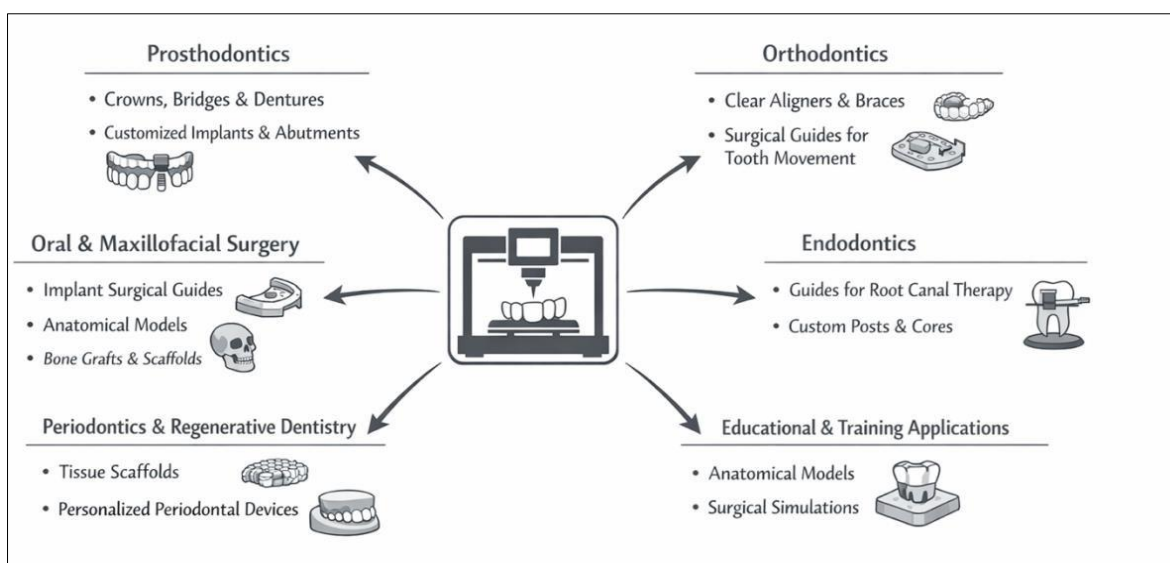 Prosthodontics
• Crowns, Bridges & Dentures
• Customized Implants & Abutments
Orthodontics
• Clear Aligners & Braces
• Surgical Guides for
Tooth Movement
Oral & Maxillofacial Surgery
• Implant Surgical Guides
• Anatomical Models
• Bone Grafts & Scaffolds
Endodontics
• Guides for Root Canal Therapy
• Custom Posts & Cores
Periodontics & Regenerative Dentistry
• Tissue Scaffolds
• Personalized Periodontal Devices
Educational & Training Applications
• Anatomical Models
• Surgical Simulations